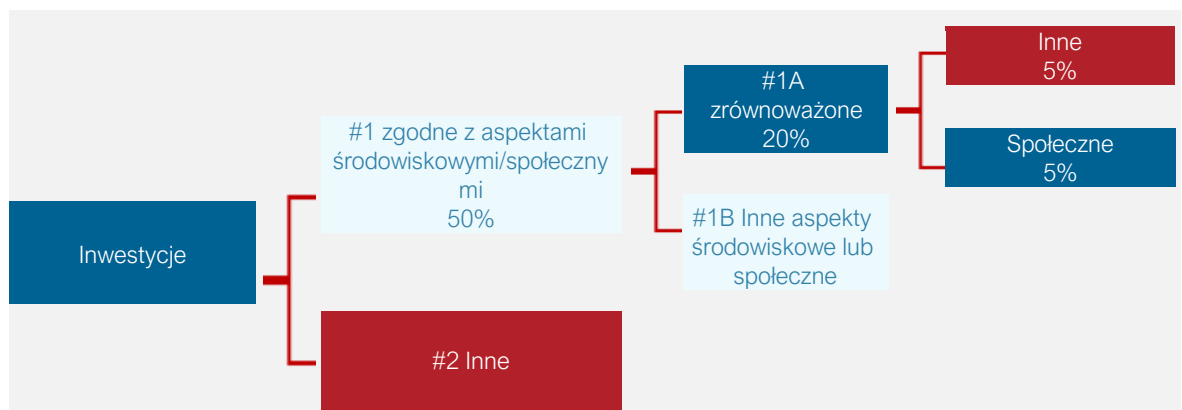 Inwestycje
#1 zgodne z aspektami
środowiskowymi/społeczny
mi
50%
#2 Inne
#1A
zrównoważone
20%
#1B Inne aspekty
środowiskowe lub
społeczne
Inne
5%
Społeczne
5%